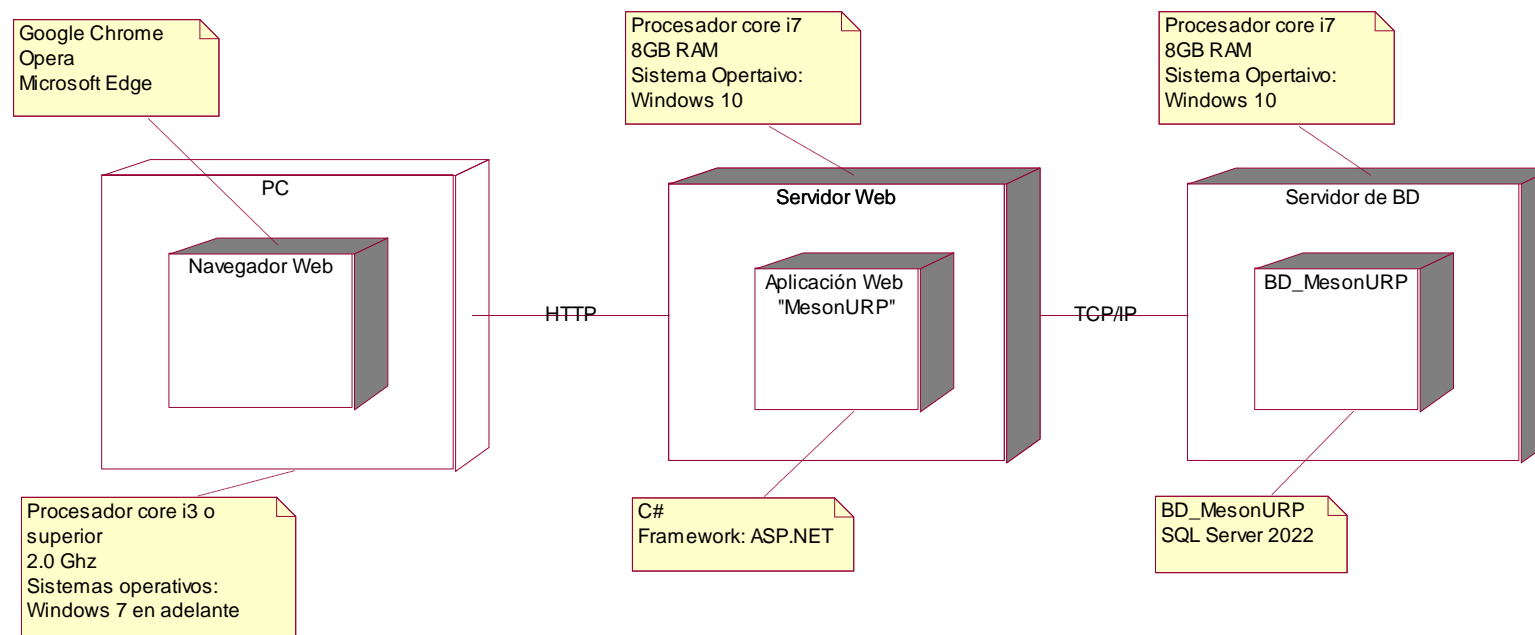 Google Chrome
Opera
Microsoft Edge
Procesador core i7
8GB RAM
Sistema Opertaivo:
Windows 10
Procesador core i7
8GB RAM
Sistema Opertaivo:
Windows 10
PC
Navegador Web
HTTP
Servidor Web
Aplicación Web
"MesonURP"
TCP/IP
Servidor de BD
BD_MesonURP
Procesador core i3 o
superior
2.0 Ghz
Sistemas operativos:
Windows 7 en adelante
C#
Framework: ASP.NET
BD_MesonURP
SQL Server 2022